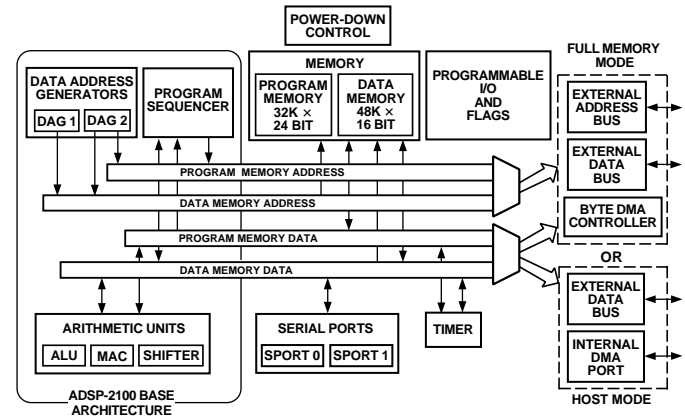 POWER-DOWN
CONTROL
FULL MEMORY
MODE
DATA ADDRESS
GENERATORS
DAG 1
DAG 2
PROGRAM
SEQUENCER
MEMORY
PROGRAM
MEMORY
32K ×
24 BIT
DATA
MEMORY
48K ×
16 BIT
PROGRAMMABLE
I/O
AND
FLAGS
EXTERNAL
ADDRESS
BUS
EXTERNAL
DATA
BUS
BYTE DMA
CONTROLLER
PROGRAM MEMORY ADDRESS
DATA MEMORY ADDRESS
PROGRAM MEMORY DATA
DATA MEMORY DATA
OR
EXTERNAL
DATA
BUS
INTERNAL
DMA
PORT
HOST MODE
ARITHMETIC UNITS
ALU
MAC
SHIFTER
SERIAL PORTS
SPORT 0
SPORT 1
TIMER
ADSP-2100 BASE
ARCHITECTURE